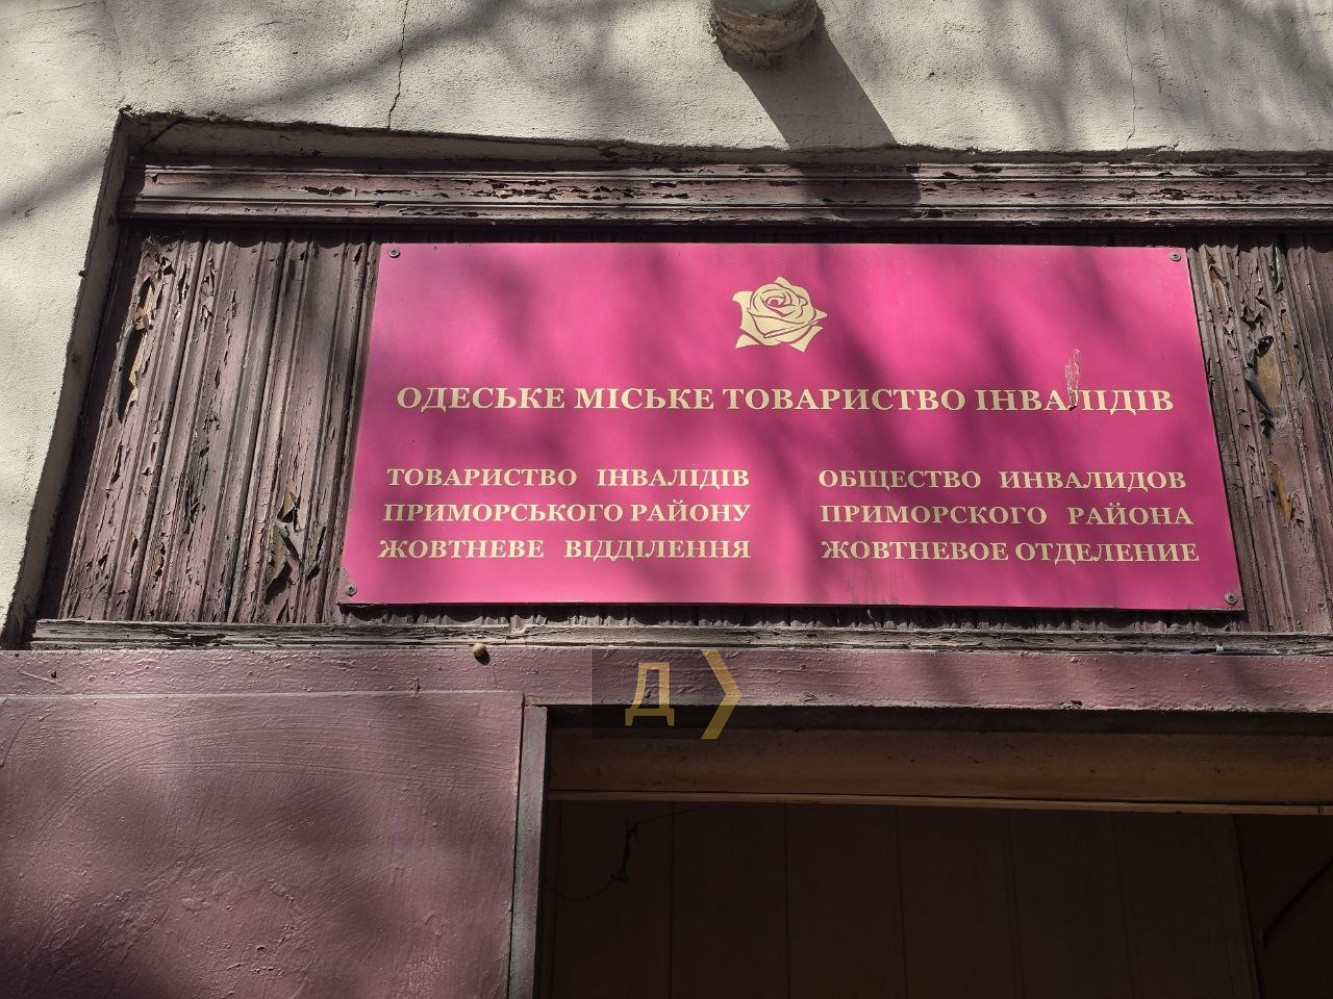 ОДЕСЬКЕ МІСЬКЕ ТОВАРИСТВО ІНВАЛІДІВ
ТОВАРИСТВО ІНВАЛІДІВ
ПРИМОРСЬКОГО РАЙОНУ
ЖОВТНЕВЕ ВІДДІЛЕННЯ
ОБЩЕСТВО ИНВАЛИДОВ
ПРИМОРСКОГО РАЙОНА
ЖОВТНЕВОЕ ОТДЕЛЕНИЕ
Д